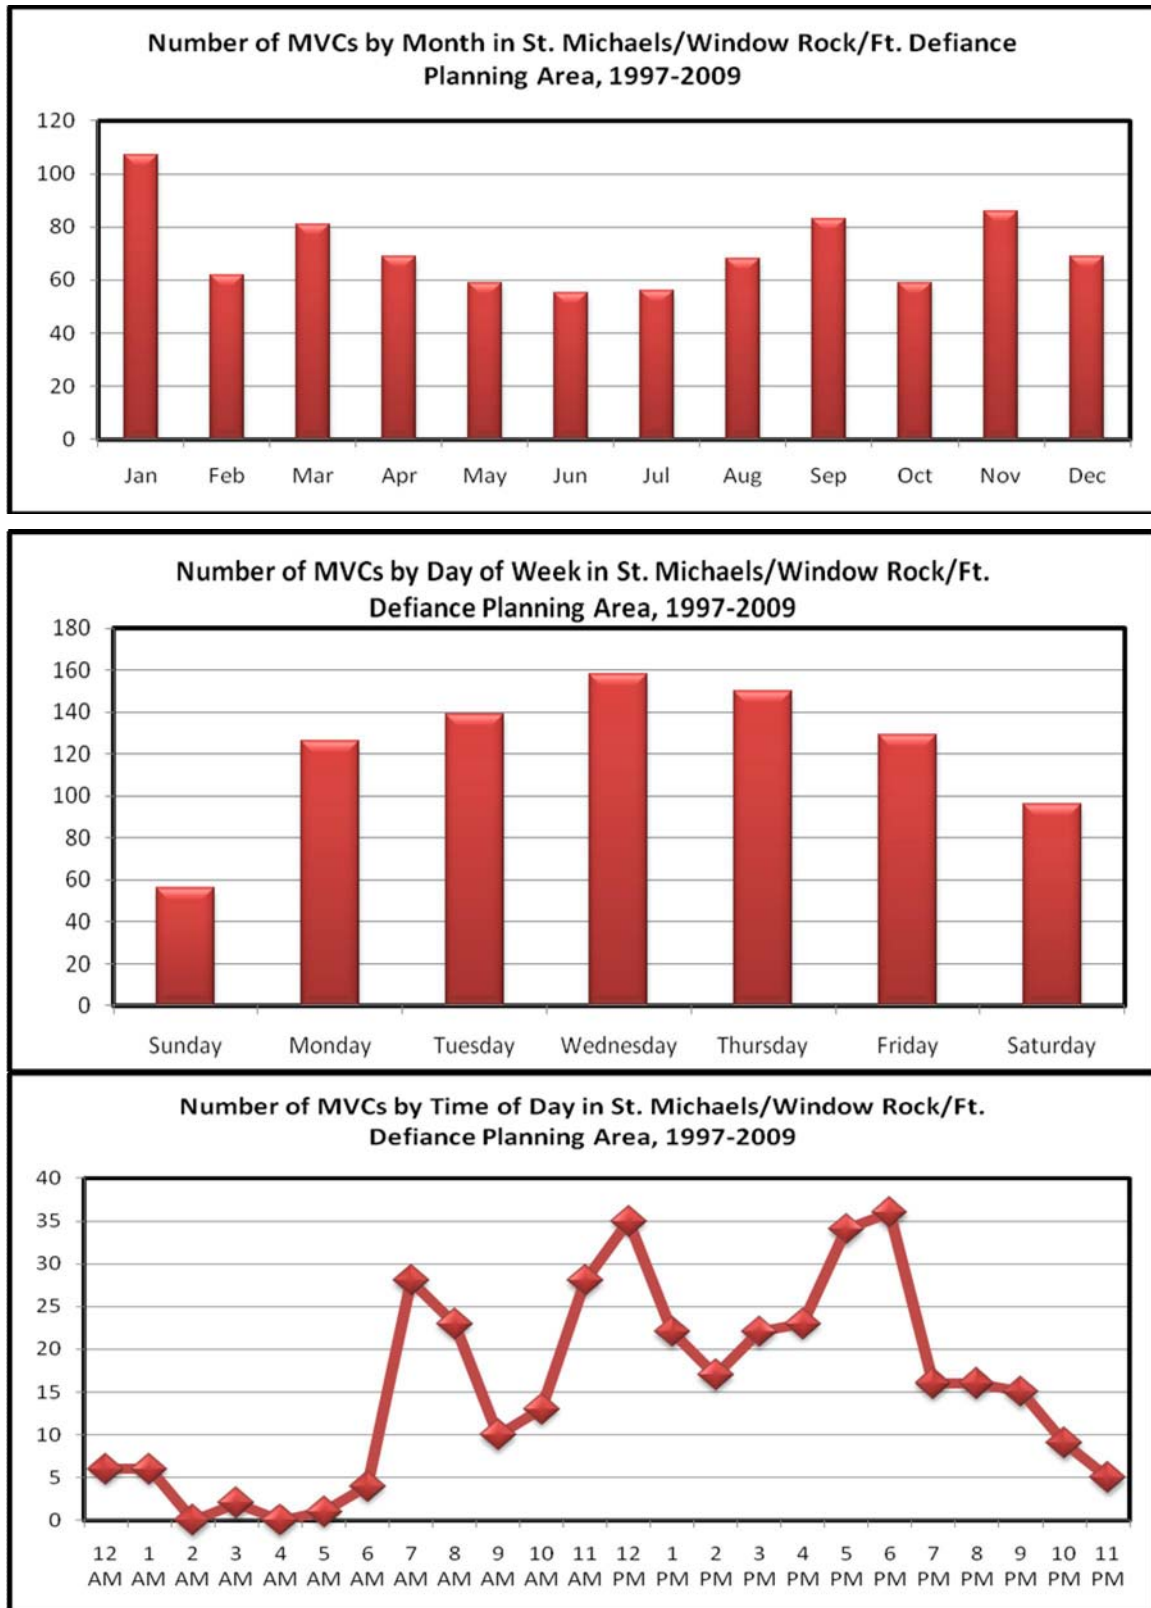 Number of MVCs by Month in St. Michaels/Window Rock/Ft. Defiance
Planning Area, 1997-2009
120
100
80
60
40
20
0
Jan Feb Mar Apr May Jun Jul Aug Sep Oct Nov Dec
Number of MVCs by Day of Week in St. Michaels/Window Rock/Ft.
Defiance Planning Area, 1997-2009
180
160
140
120
100
80
60
40
20
0
Sunday Monday Tuesday Wednesday Thursday Friday Saturday
Number of MVCs by Time of Day in St. Michaels/Window Rock/Ft.
Defiance Planning Area, 1997-2009
40
35
30
25
20
15
10
5
0
12 1 2 3 4 5 6 7 8 9 10 11 12 1 2 3 4 5 6 7 8 9 10 11
AM AM AM AM AM AM AM AM AM AM AM AM PM PM PM PM PM PM PM PM PM PM PM PM